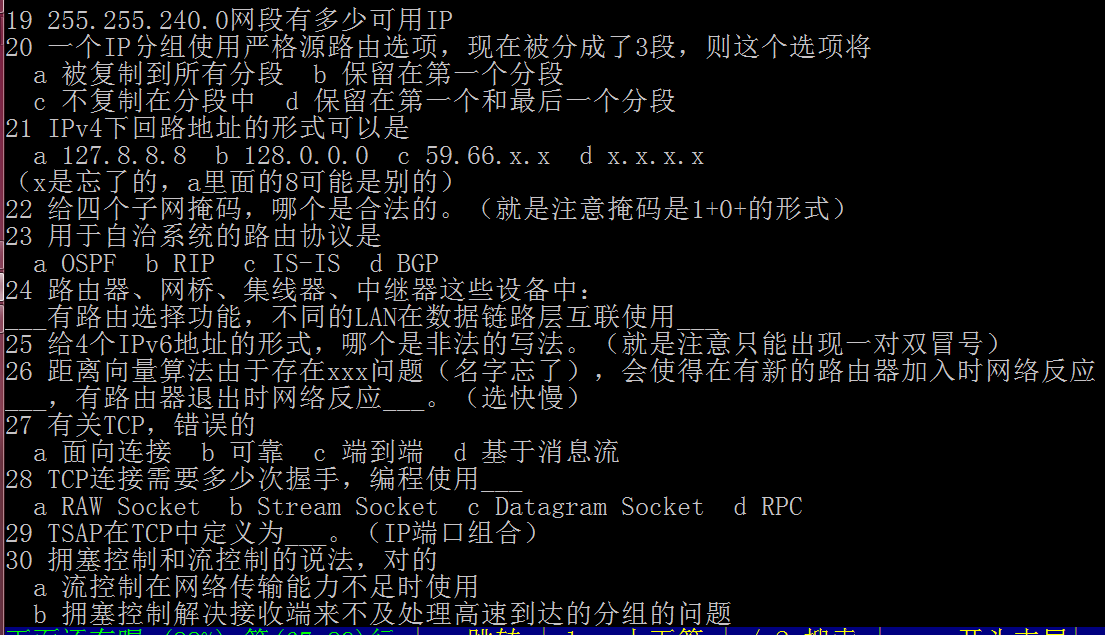 19 255.255.240.0网段有多少可用IP
20 一个IP分组使用严格源路由选项，现在被分成了3段，则这个选项将
a 被复制到所有分段 b 保留在第一个分段
c 不复制在分段中 d 保留在第一个和最后一个分段
21 IPv4下回路地址的形式可以是
a 127.8.8.8 b 128.0.0.0 c 59.66.x.x d x.x.x.x
（x是忘了的，a里面的8可能是别的）
22 给四个子网掩码，哪个是合法的。（就是注意掩码是1+0+的形式）
23 用于自治系统的路由协议是
a OSPF b RIP c IS-IS d BGP
24 路由器、网桥、集线器、中继器这些设备中：
___有路由选择功能，不同的LAN在数据链路层互联使用___
25 给4个IPv6地址的形式，哪个是非法的写法。（就是注意只能出现一对双冒号）
26 距离向量算法由于存在xxx问题（名字忘了），会使得在有新的路由器加入时网络反应
___，有路由器退出时网络反应___。（选快慢）
27 有关TCP，错误的
a 面向连接 b 可靠 c 端到端 d 基于消息流
28 TCP连接需要多少次握手，编程使用___
a RAW Socket b Stream Socket c Datagram Socket d RPC
29 TSAP在TCP中定义为___。（IP端口组合）
30 拥塞控制和流控制的说法，对的
a 流控制在网络传输能力不足时使用
b 拥塞控制解决接收端来不及处理高速到达的分组的问题